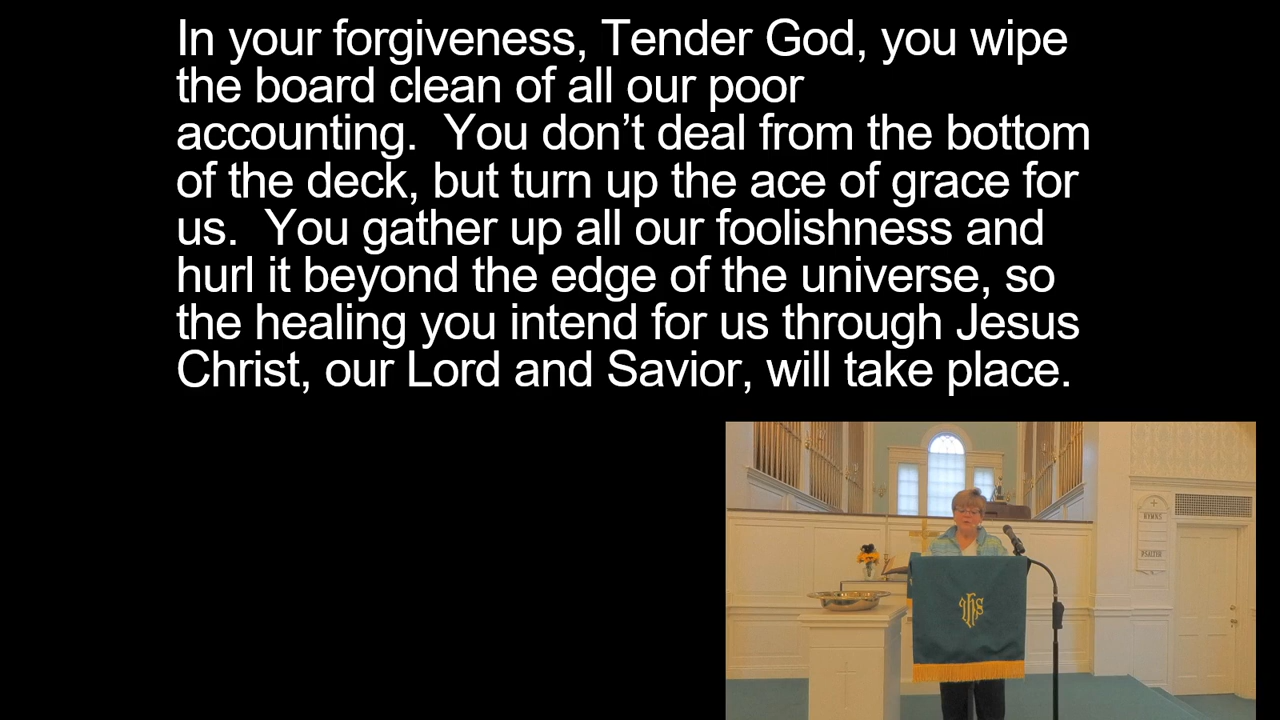 In your forgiveness, Tender God, you wipe
the board clean of all our poor
accounting.  You don’t deal from the bottom
of the deck, but turn up the ace of grace for
us.  You gather up all our foolishness and
hurl it beyond the edge of the universe, so
the healing you intend for us through Jesus
Christ, our Lord and Savior, will take place.
HYMNS
PSALTER
IHS